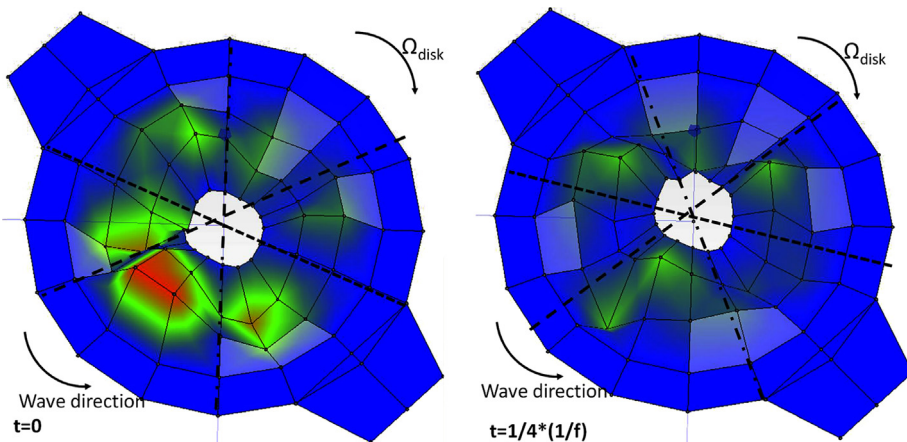 Ω_disk
Wave direction
t=0
Ω_disk
Wave direction
t=1/4*(1/f)